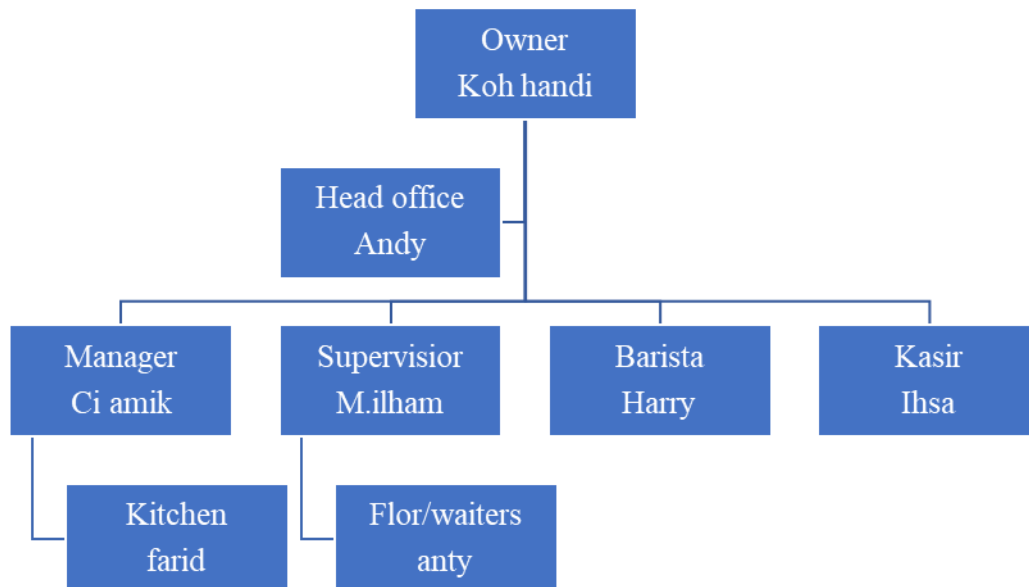 Owner
Koh handi
Head office
Andy
Manager
Ci amik
Supervisior
M.ilham
Barista
Harry
Kasir
Ihsa
Kitchen
farid
Flor/waiters
anty